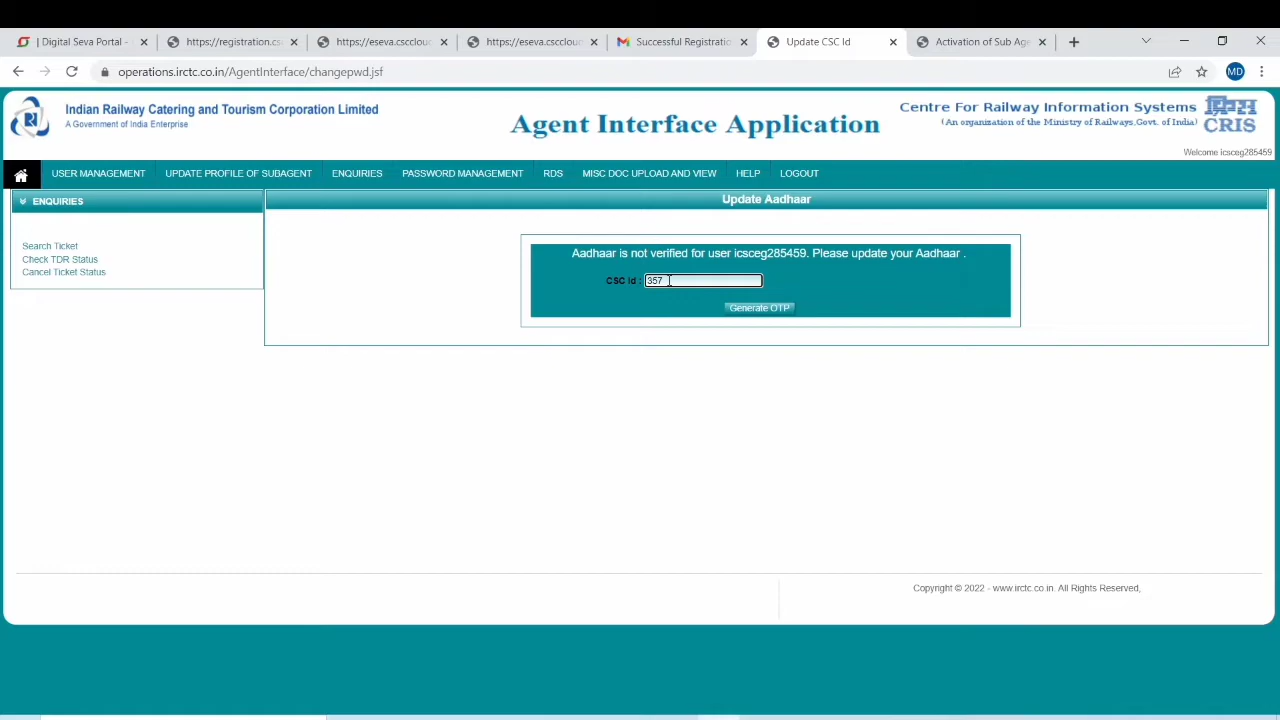 | Digital Seva Portal -
https://registration.cs
https://eseva.csccloud
https://eseva.csccloud
Successful Registratio
Update CSC Id
Activation of Sub Age
operations.irctc.co.in/AgentInterface/changepwd.jsf
MD
Indian Railway Catering and Tourism Corporation Limited
A Government of India Enterprise
Agent Interface Application
Centre For Railway Information Systems
(An organization of the Ministry of Railways,Govt. of India)
CRIS
Welcome icsceg285459
USER MANAGEMENT
UPDATE PROFILE OF SUBAGENT
ENQUIRIES
PASSWORD MANAGEMENT
RDS
MISC DOC UPLOAD AND VIEW
HELP
LOGOUT
ENQUIRIES
Search Ticket
Check TDR Status
Cancel Ticket Status
Update Aadhaar
Aadhaar is not verified for user icsceg285459. Please update your Aadhaar .
CSC id : 357
Generate OTP
Copyright © 2022 - www.irctc.co.in. All Rights Reserved,